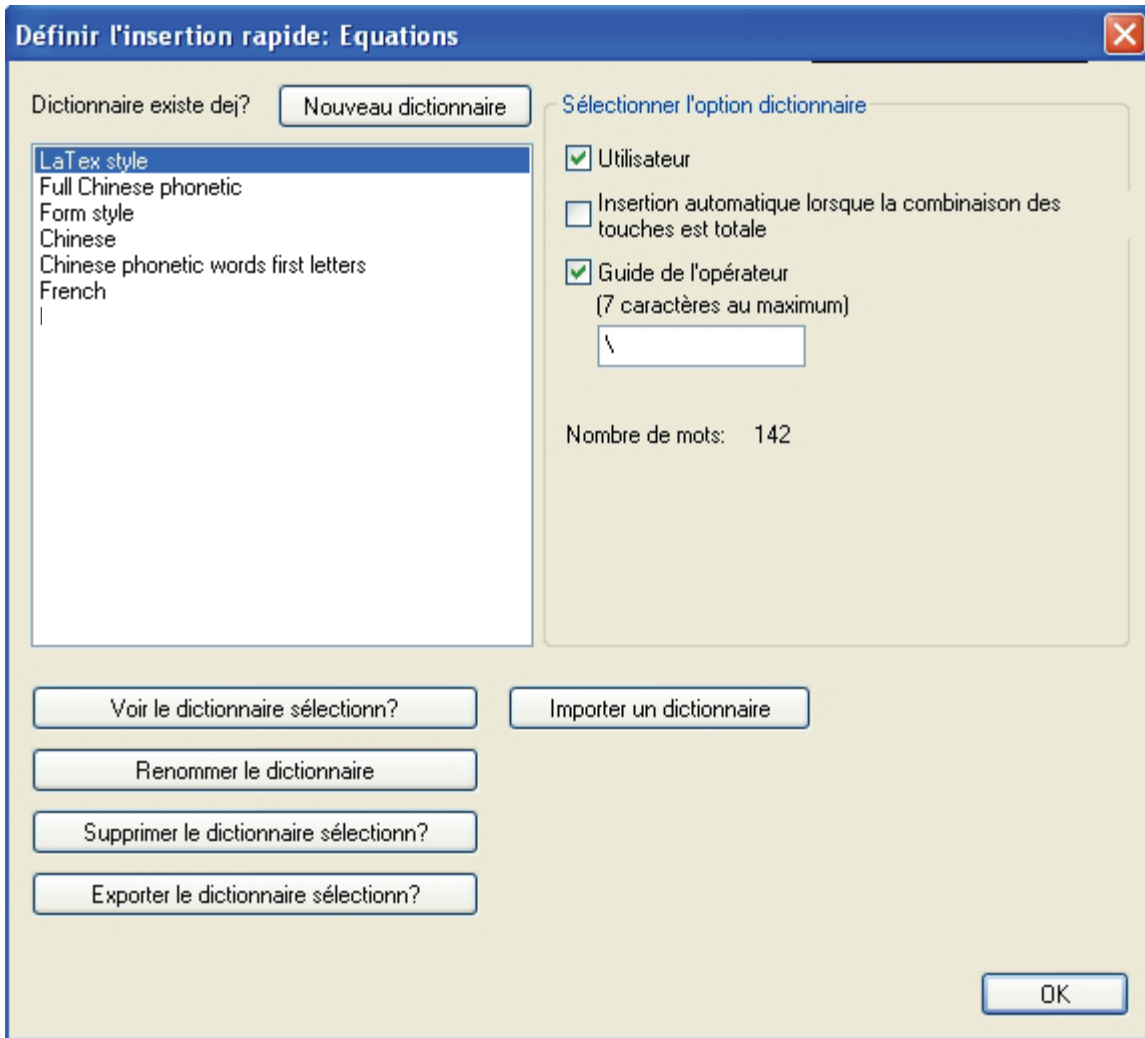 Définir l'insertion rapide: Equations
Dictionnaire existe dej?
Nouveau dictionnaire
LaTex style
Full Chinese phonetic
Form style
Chinese
Chinese phonetic words first letters
French
Sélectionner l'option dictionnaire
Utilisateur
Insertion automatique lorsque la combinaison des
touches est totale
Guide de l'opérateur
(7 caractères au maximum)
\
Nombre de mots: 142
Voir le dictionnaire sélectionn?
Importer un dictionnaire
Renommer le dictionnaire
Supprimer le dictionnaire sélectionn?
Exporter le dictionnaire sélectionn?
OK